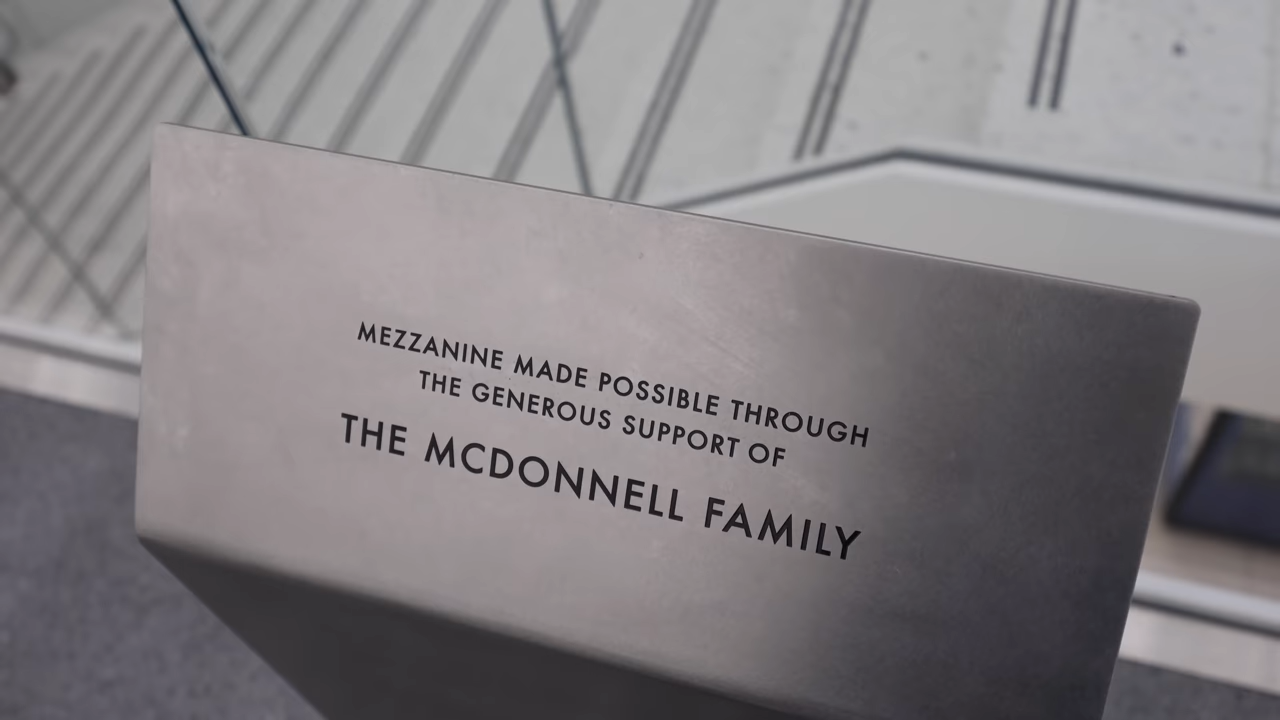 MEZZANINE MADE POSSIBLE THROUGH
THE GENEROUS SUPPORT OF
THE MCDONNELL FAMILY